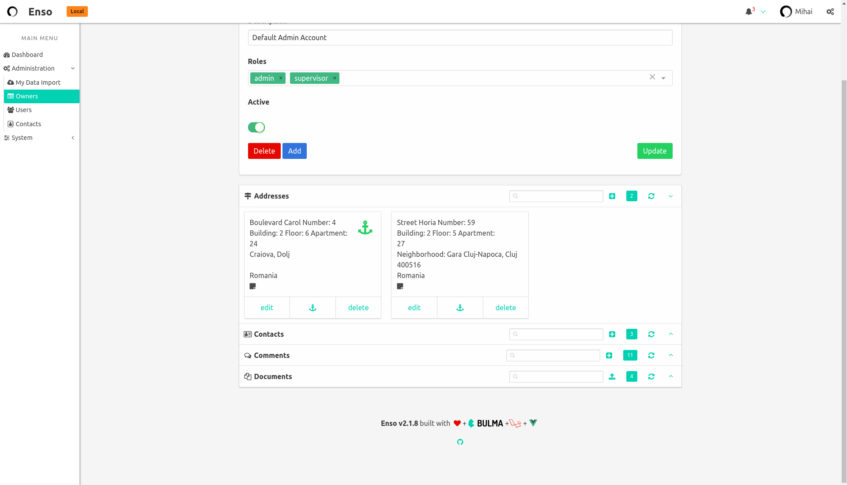 Enso
Local
3
Mihai
MAIN MENU
Dashboard
Administration
My Data Import
Owners
Users
Contacts
System
Default Admin Account
Roles
admin
supervisor
Active
Delete
Add
Update
Addresses
2
Boulevard Carol Number: 4
Building: 2 Floor: 6 Apartment:
24
Craiova, Dolj
Romania
edit
delete
Street Horia Number: 59
Building: 2 Floor: 5 Apartment:
27
Neighborhood: Gara Cluj-Napoca, Cluj
400516
Romania
edit
delete
Contacts
3
Comments
11
Documents
4
Enso v2.1.8 built with + BULMA + +